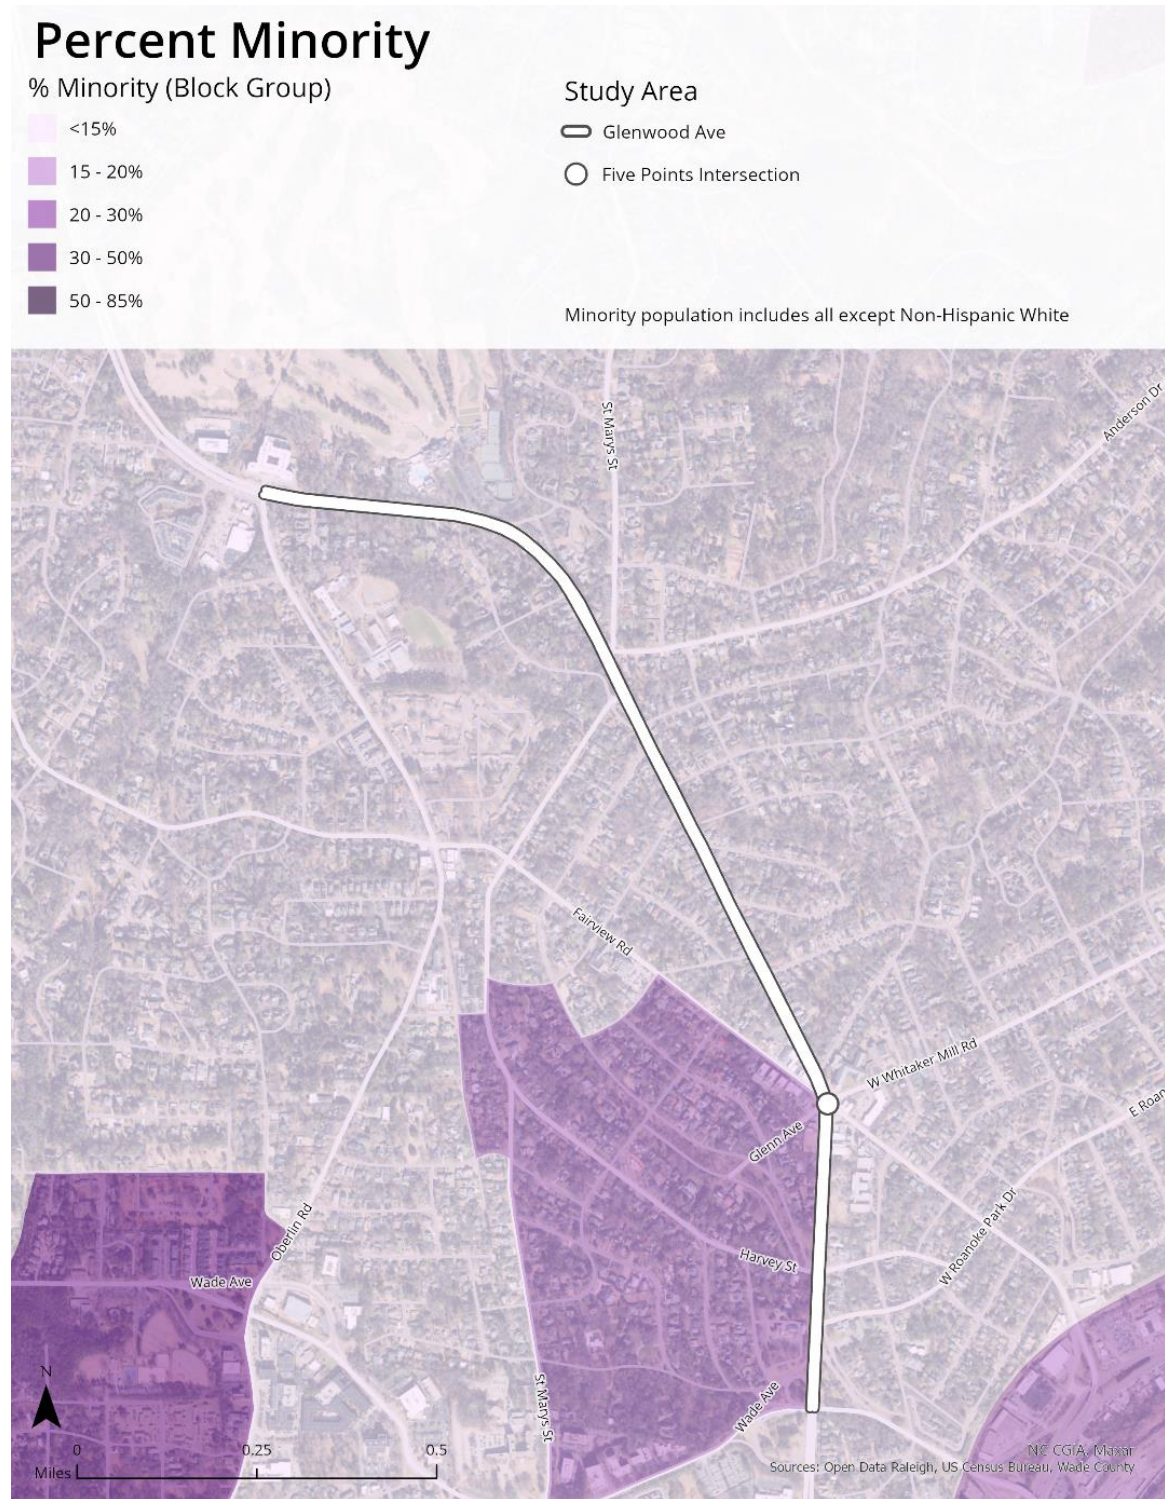 Percent Minority
% Minority (Block Group)
<15%
15 - 20%
20 - 30%
30 - 50%
50 - 85%
Study Area
Glenwood Ave
Five Points Intersection
Minority population includes all except Non-Hispanic White
St Marys St
Anderson Dr
Fairview Rd
W Whitaker Mill Rd
E Roan
Glenn Ave
W Roanoke Park Dr
Oberlin Rd
Harvey St
Wade Ave
N
St Marys St
Wade Ave
0 0.25 0.5
Miles
NC CGIA, Maxar
Sources: Open Data Raleigh, US Census Bureau, Wade County